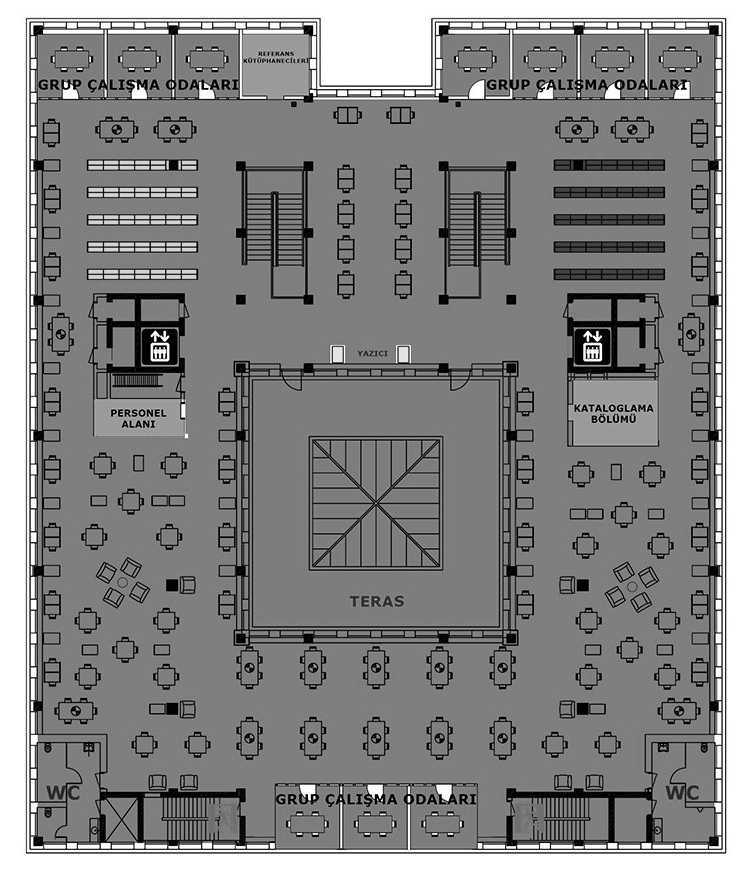 REFERANS
KÜTÜPHANECİLERİ
GRUP ÇALIŞMA ODALARI
GRUP ÇALIŞMA ODALARI
YAZICI
PERSONEL
ALANI
KATALOGLAMA
BÖLÜMÜ
TERAS
WC
WC
GRUP ÇALIŞMA ODALARI